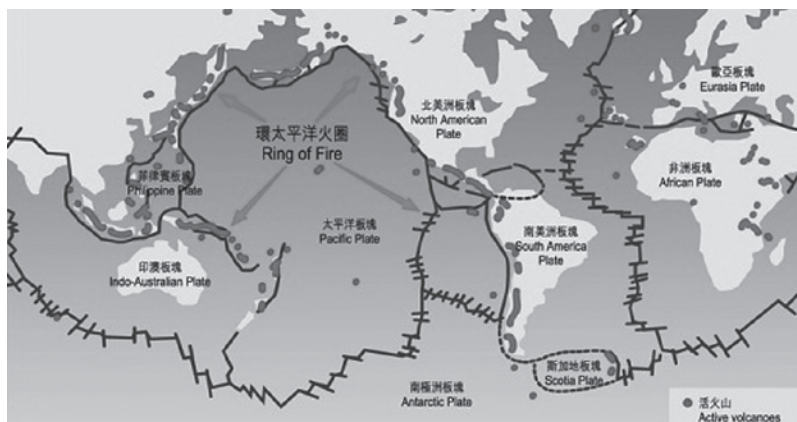 歐亞板塊
Eurasia Plate
北美洲板塊
North American
Plate
環太平洋火圈
Ring of Fire
菲律賓板塊
Philippine Plate
非洲板塊
African Plate
太平洋板塊
Pacific Plate
南美洲板塊
South America
Plate
印澳板塊
Indo-Australian Plate
斯加地板塊
Scotia Plate
南極洲板塊
Antarctic Plate
活火山
Active volcanoes